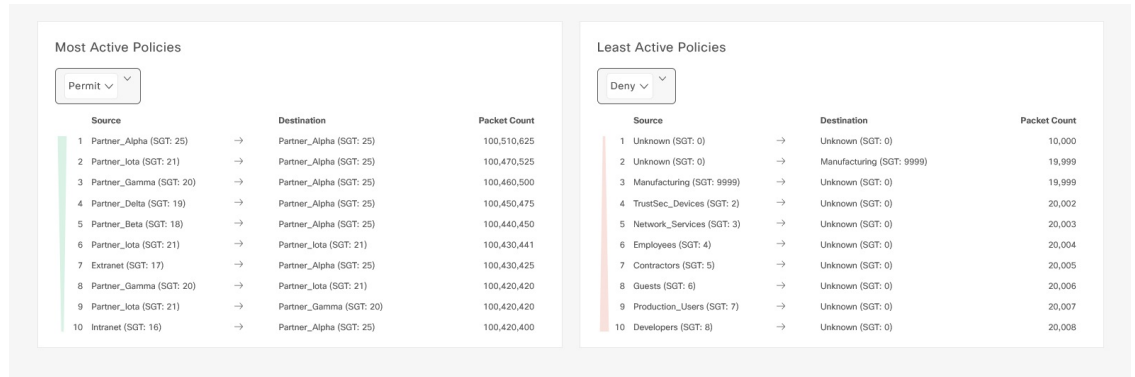 Most Active Policies
Permit
Source Destination Packet Count
1 Partner_Alpha (SGT: 25) → Partner_Alpha (SGT: 25) 100,510,625
2 Partner_Iota (SGT: 21) → Partner_Alpha (SGT: 25) 100,470,525
3 Partner_Gamma (SGT: 20) → Partner_Alpha (SGT: 25) 100,460,500
4 Partner_Delta (SGT: 19) → Partner_Alpha (SGT: 25) 100,450,475
5 Partner_Beta (SGT: 18) → Partner_Alpha (SGT: 25) 100,440,450
6 Partner_Iota (SGT: 21) → Partner_Iota (SGT: 21) 100,430,441
7 Extranet (SGT: 17) → Partner_Alpha (SGT: 25) 100,430,425
8 Partner_Gamma (SGT: 20) → Partner_Iota (SGT: 21) 100,420,420
9 Partner_Iota (SGT: 21) → Partner_Gamma (SGT: 20) 100,420,420
10 Intranet (SGT: 16) → Partner_Alpha (SGT: 25) 100,420,400
Least Active Policies
Deny
Source Destination Packet Count
1 Unknown (SGT: 0) → Unknown (SGT: 0) 10,000
2 Unknown (SGT: 0) → Manufacturing (SGT: 9999) 19,999
3 Manufacturing (SGT: 9999) → Unknown (SGT: 0) 19,999
4 TrustSec_Devices (SGT: 2) → Unknown (SGT: 0) 20,002
5 Network_Services (SGT: 3) → Unknown (SGT: 0) 20,003
6 Employees (SGT: 4) → Unknown (SGT: 0) 20,004
7 Contractors (SGT: 5) → Unknown (SGT: 0) 20,005
8 Guests (SGT: 6) → Unknown (SGT: 0) 20,006
9 Production_Users (SGT: 7) → Unknown (SGT: 0) 20,007
10 Developers (SGT: 8) → Unknown (SGT: 0) 20,008